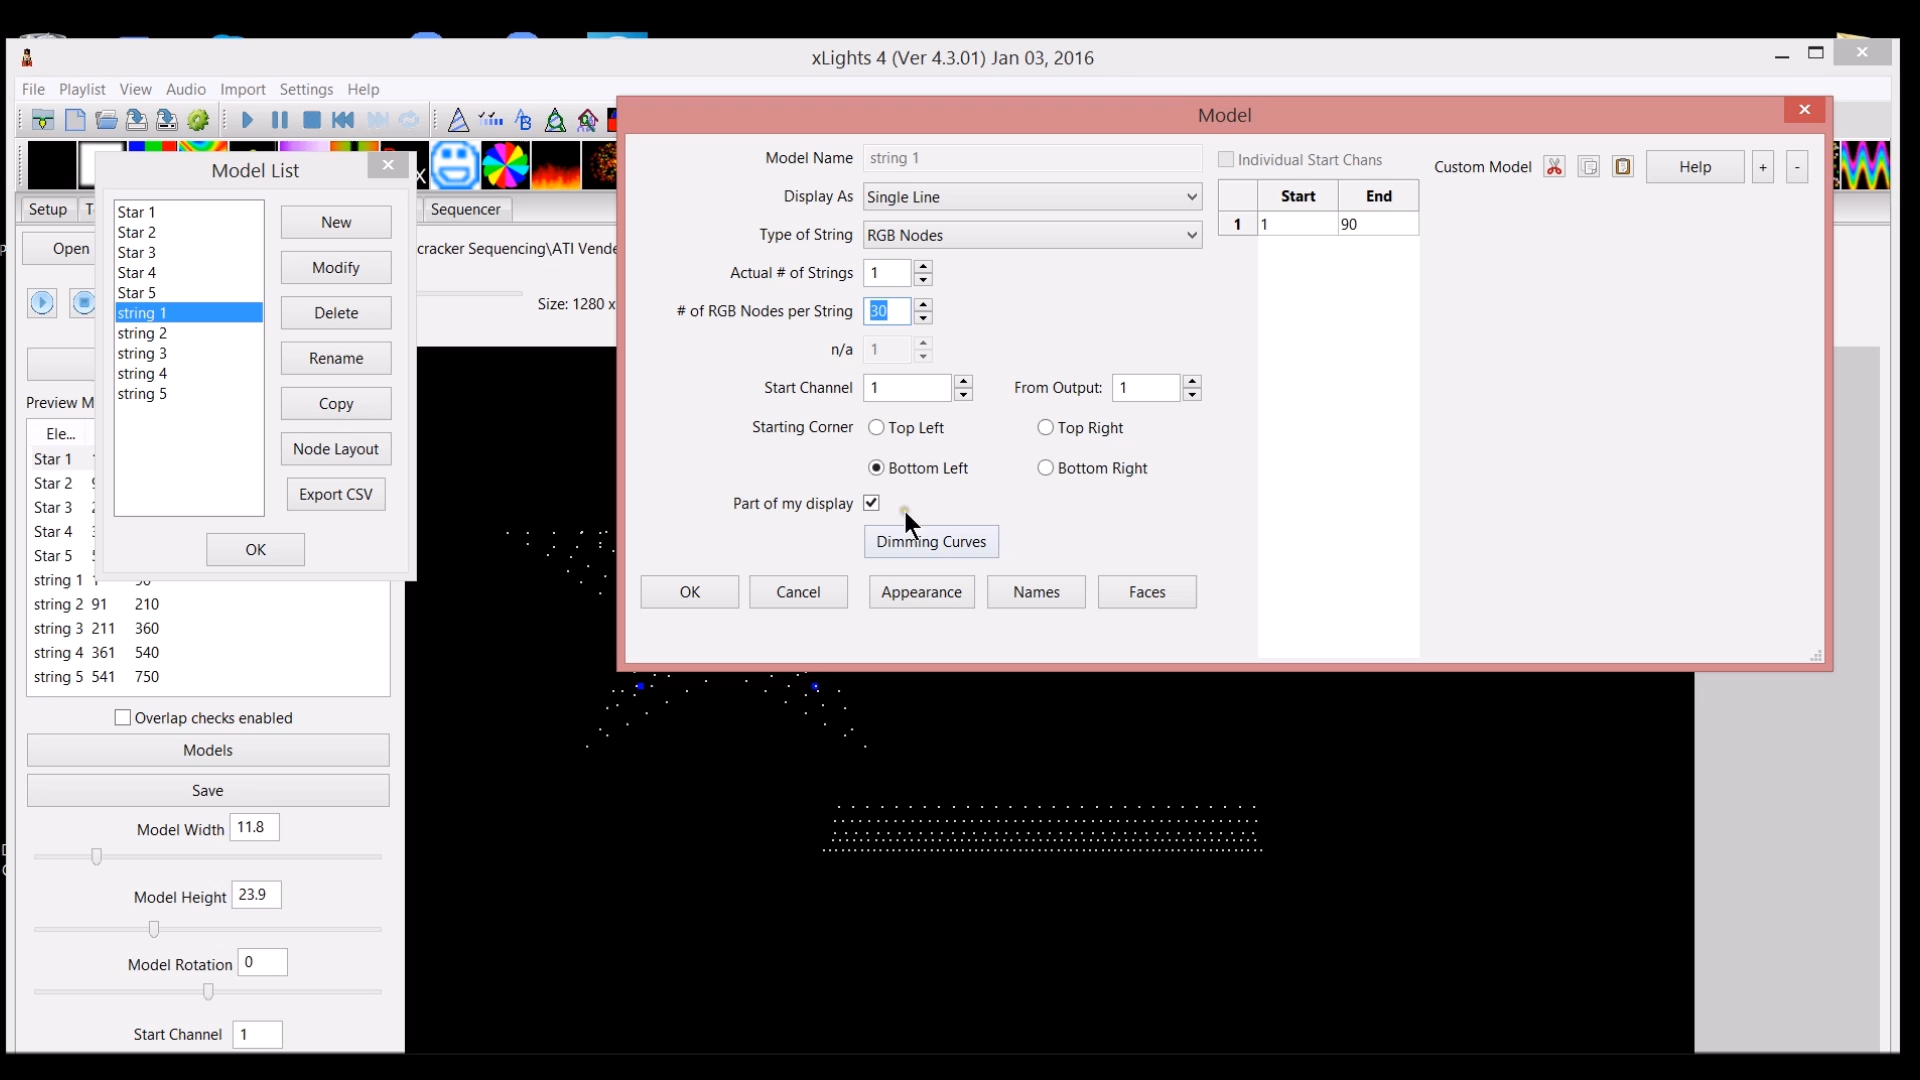 xLights 4 (Ver 4.3.01) Jan 03, 2016
File Playlist View Audio Import Settings Help
Model
Model List
Setup
Sequencer
Open
cracker Sequencing\ATI Vende
Size: 1280 x
Star 1
Star 2
Star 3
Star 4
Star 5
string 1
string 2
string 3
string 4
string 5
New
Modify
Delete
Rename
Copy
Node Layout
Export CSV
OK
Model Name string 1
Display As Single Line
Type of String RGB Nodes
Actual # of Strings 1
# of RGB Nodes per String 30
n/a 1
Start Channel 1 From Output: 1
Starting Corner Top Left Top Right
Bottom Left Bottom Right
Part of my display
Dimming Curves
OK Cancel Appearance Names Faces
Individual Start Chans
Start End
1 1 90
Custom Model Help + -
Preview M
Ele...
Star 1
Star 2
Star 3
Star 4
Star 5
string 1
string 2 91 210
string 3 211 360
string 4 361 540
string 5 541 750
Overlap checks enabled
Models
Save
Model Width 11.8
Model Height 23.9
Model Rotation 0
Start Channel 1